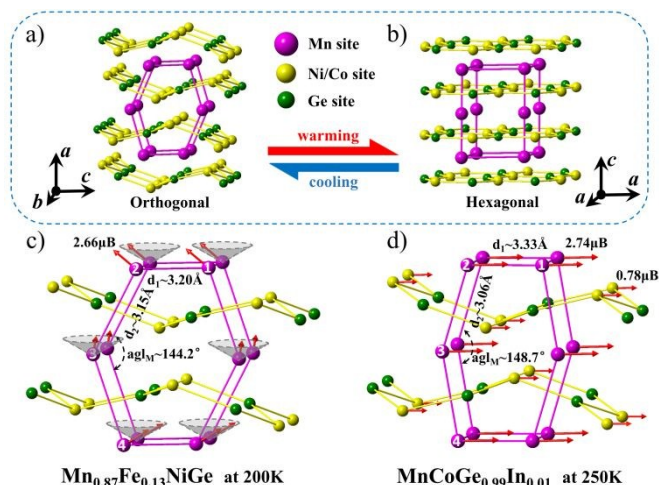 a)
Mn site
Ni/Co site
Ge site
b)
warming
cooling
a
c
b
Orthogonal
c
a
a
Hexagonal
c)
2.66μB
2
1
d₁~3.20Å
d₂~3.15Å
3
aglM~144.2°
4
Mn₀.₈₇Fe₀.₁₃NiGe at 200K
d)
d₁~3.33Å
2.74μB
2
1
0.78μB
d₂~3.06Å
3
aglM~148.7°
4
MnCoGe₀.₉₉In₀.₀₁ at 250K